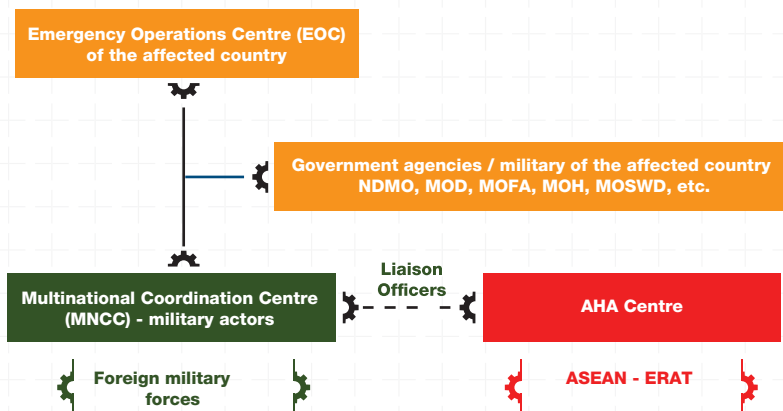 Emergency Operations Centre (EOC)
of the affected country
Government agencies / military of the affected country
NDMO, MOD, MOFA, MOH, MOSWD, etc.
Liaison
Officers
Multinational Coordination Centre
(MNCC) - military actors
AHA Centre
Foreign military
forces
ASEAN - ERAT